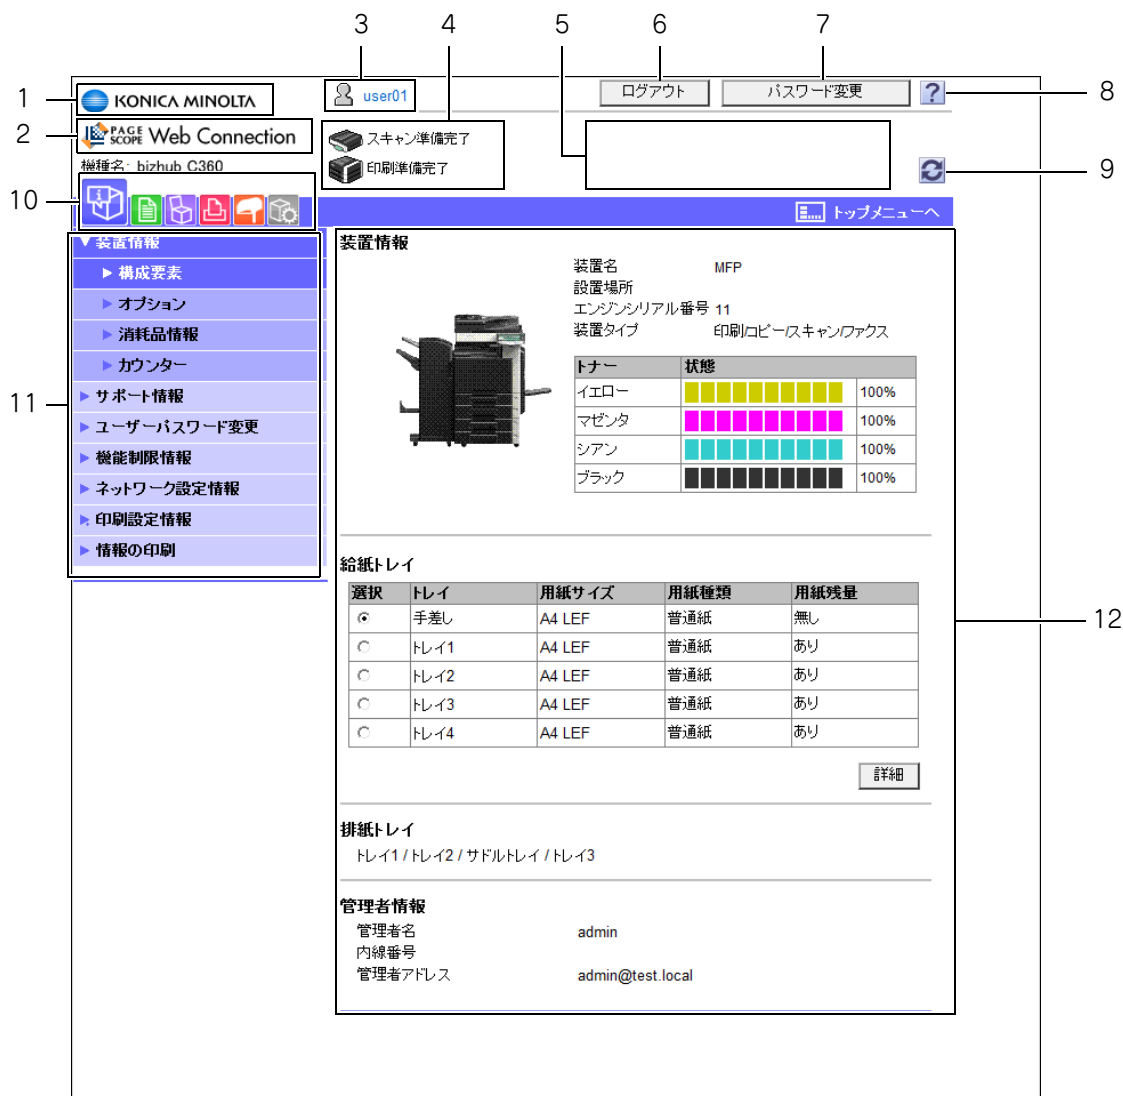 3 4 5 6 7
1 KONICA MINOLTA user01 ログアウト パスワード変更 ? 8
2 PAGE SCOPE Web Connection スキャン準備完了
機種名: bizhub C360 印刷準備完了 9
10
トップメニューへ
▼装置情報
▶構成要素
▶オプション
▶消耗品情報
▶カウンター
11
▶サポート情報
▶ユーザーパスワード変更
▶機能制限情報
▶ネットワーク設定情報
▶印刷設定情報
▶情報の印刷
装置情報
装置名 MFP
設置場所
エンジンシリアル番号 11
装置タイプ 印刷/コピー/スキャン/ファクス
トナー 状態
イエロー 100%
マゼンタ 100%
シアン 100%
ブラック 100%
給紙トレイ
選択 トレイ 用紙サイズ 用紙種類 用紙残量
手差し A4 LEF 普通紙 無し
12
トレイ1 A4 LEF 普通紙 あり
トレイ2 A4 LEF 普通紙 あり
トレイ3 A4 LEF 普通紙 あり
トレイ4 A4 LEF 普通紙 あり
詳細
排紙トレイ
トレイ1 / トレイ2 / サドルトレイ / トレイ3
管理者情報
管理者名 admin
内線番号
管理者アドレス admin@test.local